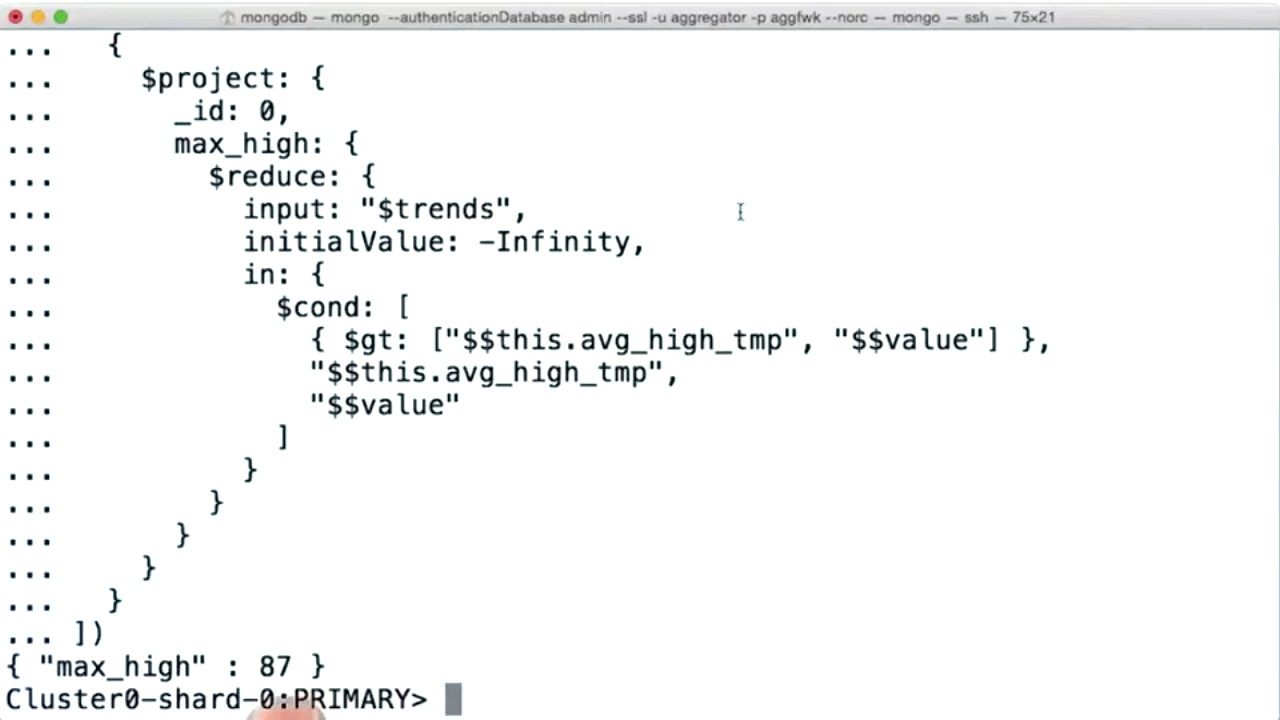 mongodb — mongo --authenticationDatabase admin --ssl -u aggregator -p aggfwk --norc — mongo — ssh — 75×21
... {
... $project: {
... _id: 0,
... max_high: {
... $reduce: {
... input: "$trends",
... initialValue: -Infinity,
... in: {
... $cond: [
... { $gt: ["$$this.avg_high_tmp", "$$value"] },
... "$$this.avg_high_tmp",
... "$$value"
... ]
... }
... }
... }
... }
... }
... ])
{ "max_high" : 87 }
Cluster0-shard-0:PRIMARY>